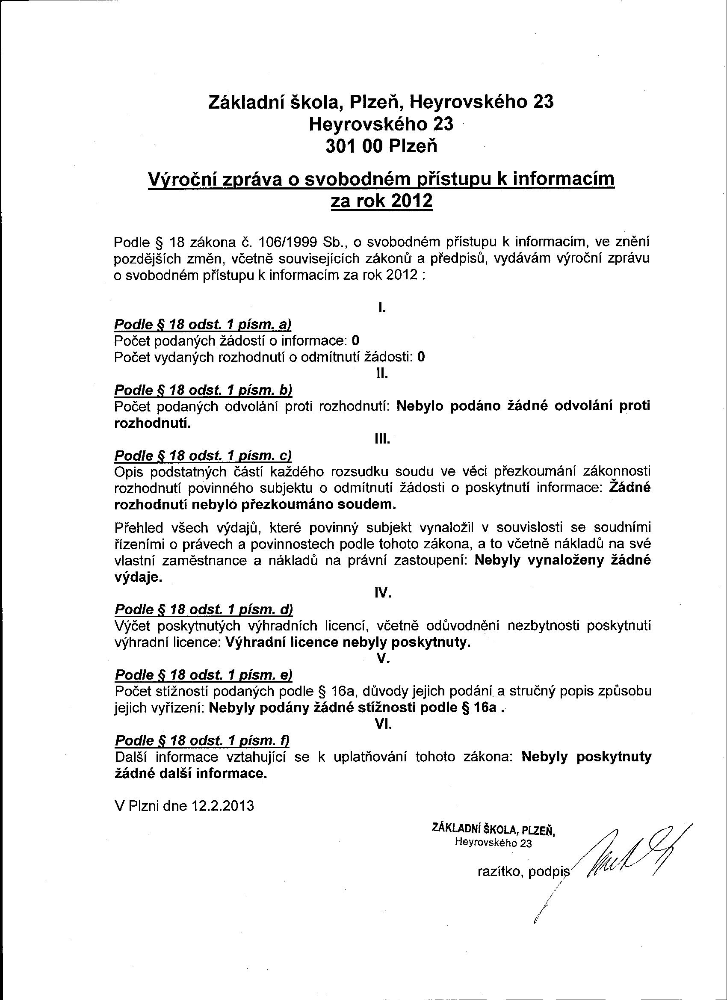 Základní škola, Plzeň, Heyrovského 23
Heyrovského 23
301 00 Plzeň
Výroční zpráva o svobodném přístupu k informacím
za rok 2012
Podle § 18 zákona č. 106/1999 Sb., o svobodném přístupu k informacím, ve znění
pozdějších změn, včetně souvisejících zákonů a předpisů, vydávám výroční zprávu
o svobodném přístupu k informacím za rok 2012 :
I.
Podle § 18 odst. 1 písm. a)
Počet podaných žádostí o informace: 0
Počet vydaných rozhodnutí o odmítnutí žádosti: 0
II.
Podle § 18 odst. 1 písm. b)
Počet podaných odvolání proti rozhodnutí: Nebylo podáno žádné odvolání proti
rozhodnutí.
III.
Podle § 18 odst. 1 písm. c)
Opis podstatných částí každého rozsudku soudu ve věci přezkoumání zákonnosti
rozhodnutí povinného subjektu o odmítnutí žádosti o poskytnutí informace: Žádné
rozhodnutí nebylo přezkoumáno soudem.
Přehled všech výdajů, které povinný subjekt vynaložil v souvislosti se soudními
řízeními o právech a povinnostech podle tohoto zákona, a to včetně nákladů na své
vlastní zaměstnance a nákladů na právní zastoupení: Nebyly vynaloženy žádné
výdaje.
IV.
Podle § 18 odst. 1 písm. d)
Výčet poskytnutých výhradních licencí, včetně odůvodnění nezbytnosti poskytnutí
výhradní licence: Výhradní licence nebyly poskytnuty.
V.
Podle § 18 odst. 1 písm. e)
Počet stížností podaných podle § 16a, důvody jejich podání a stručný popis způsobu
jejich vyřízení: Nebyly podány žádné stížnosti podle § 16a .
VI.
Podle § 18 odst. 1 písm. f)
Další informace vztahující se k uplatňování tohoto zákona: Nebyly poskytnuty
žádné další informace.
V Plzni dne 12.2.2013
ZÁKLADNÍ ŠKOLA, PLZEŇ,
Heyrovského 23
razítko, podpis